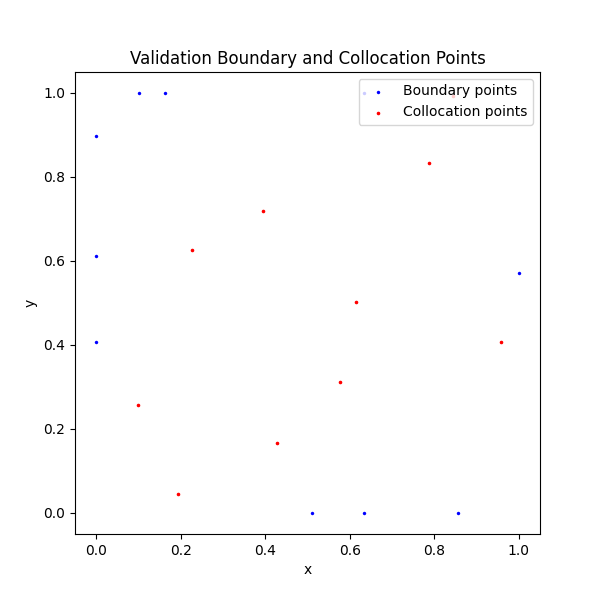 Validation Boundary and Collocation Points
Boundary points
Collocation points
1.0
0.8
0.6
0.4
0.2
0.0
y
0.0 0.2 0.4 0.6 0.8 1.0
x